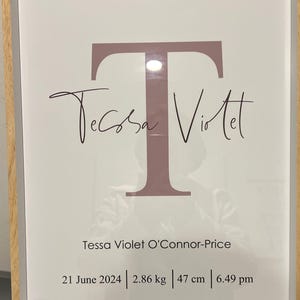 T
Tessa Violet
Tessa Violet O'Connor-Price
21 June 2024 | 2.86 kg | 47 cm | 6.49 pm